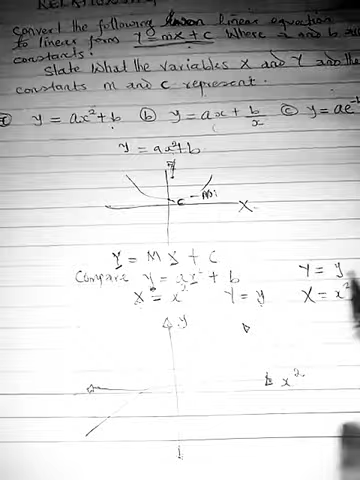 convert the following linear equation
to linear form Y = mx + c where a and b are
constants.
State what the variables X and Y and the
constants m and c represent.
y = ax² + b (b) y = ax + b/x (c) y = ae
y = ax² + b
y
c
X
Y = M X + C
Compare y = ax² + b
X = x² Y = y
Y = y
X = x²
y
x²